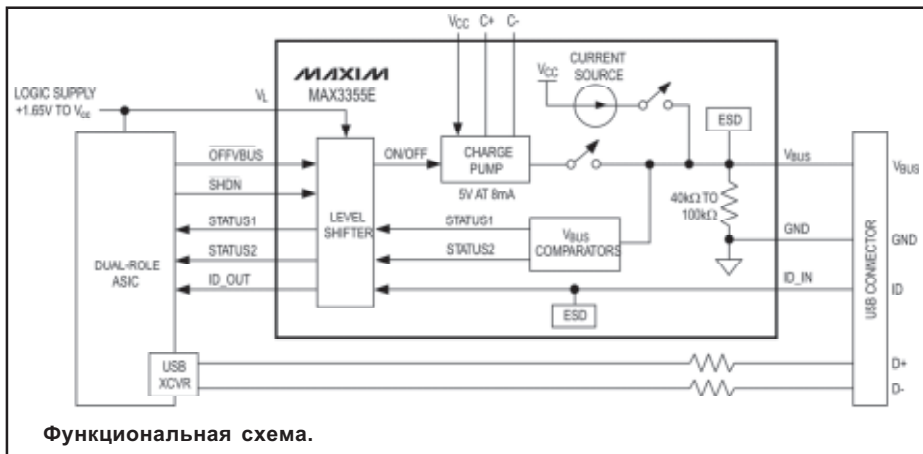 VCC C+ C-
MAXIM
MAX3355E
CURRENT
SOURCE
VCC
LOGIC SUPPLY
+1.65V TO VCC
VL
ESD
OFFVBUS
ON/OFF
CHARGE
PUMP
VBUS
VBUS
SHDN
5V AT 8mA
40kΩ TO
100kΩ
LEVEL
SHIFTER
STATUS1
STATUS1
VBUS
COMPARATORS
GND
GND
STATUS2
STATUS2
DUAL-ROLE
ASIC
ID_OUT
ID_IN
ID
ESD
USB CONNECTOR
USB
XCVR
D+
D-
Функциональная схема.